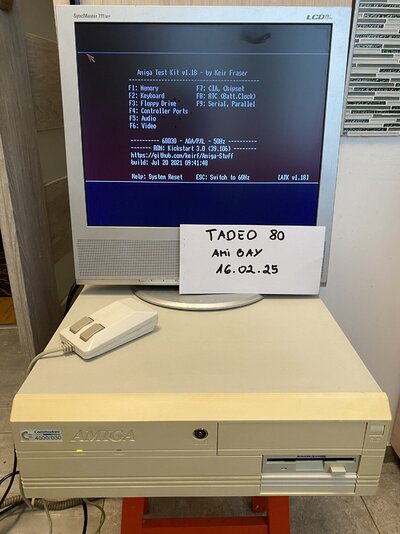 SyncMaster 711MP
LCD
Amiga Test Kit v1.18 - by Keir Fraser
F1: Memory F7: CIA, Chipset
F2: Keyboard F8: RTC (Batt.Clock)
F3: Floppy Drive F9: Serial, Parallel
F4: Controller Ports
F5: Audio
F6: Video
68030 - AGA/PAL - 50Hz
ROM: Kickstart 3.0 (39.106)
https://github.com/keirf/Amiga-Stuff
build: Jul 20 2021 09:41:48
Help: System Reset ESC: Switch to 60Hz (ATK v1.18)
TADEO 80
AMI BAY
16.02.25
Commodore
4000/030
AMIGA